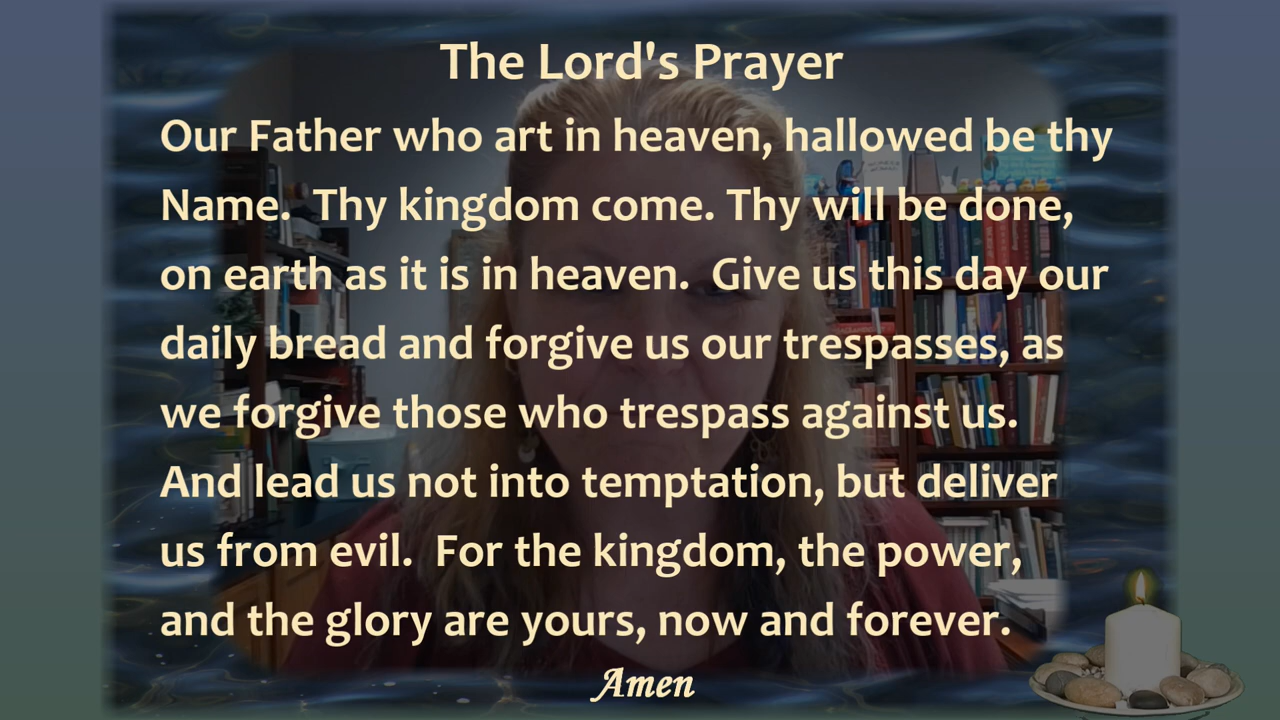 The Lord's Prayer
Our Father who art in heaven, hallowed be thy
Name.  Thy kingdom come. Thy will be done,
on earth as it is in heaven.  Give us this day our
daily bread and forgive us our trespasses, as
we forgive those who trespass against us.
And lead us not into temptation, but deliver
us from evil.  For the kingdom, the power,
and the glory are yours, now and forever.
Amen